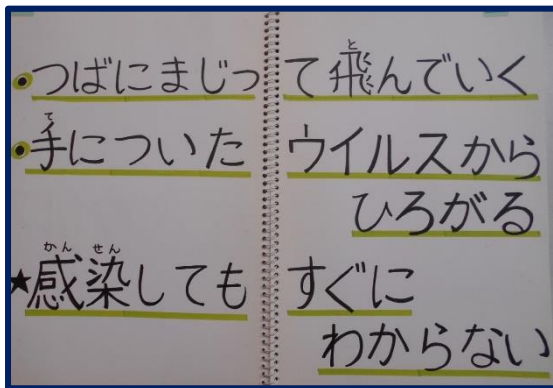 ●つばにまじって飛んでいく
●手についたウイルスから
ひろがる
★感染してもすぐに
わからない